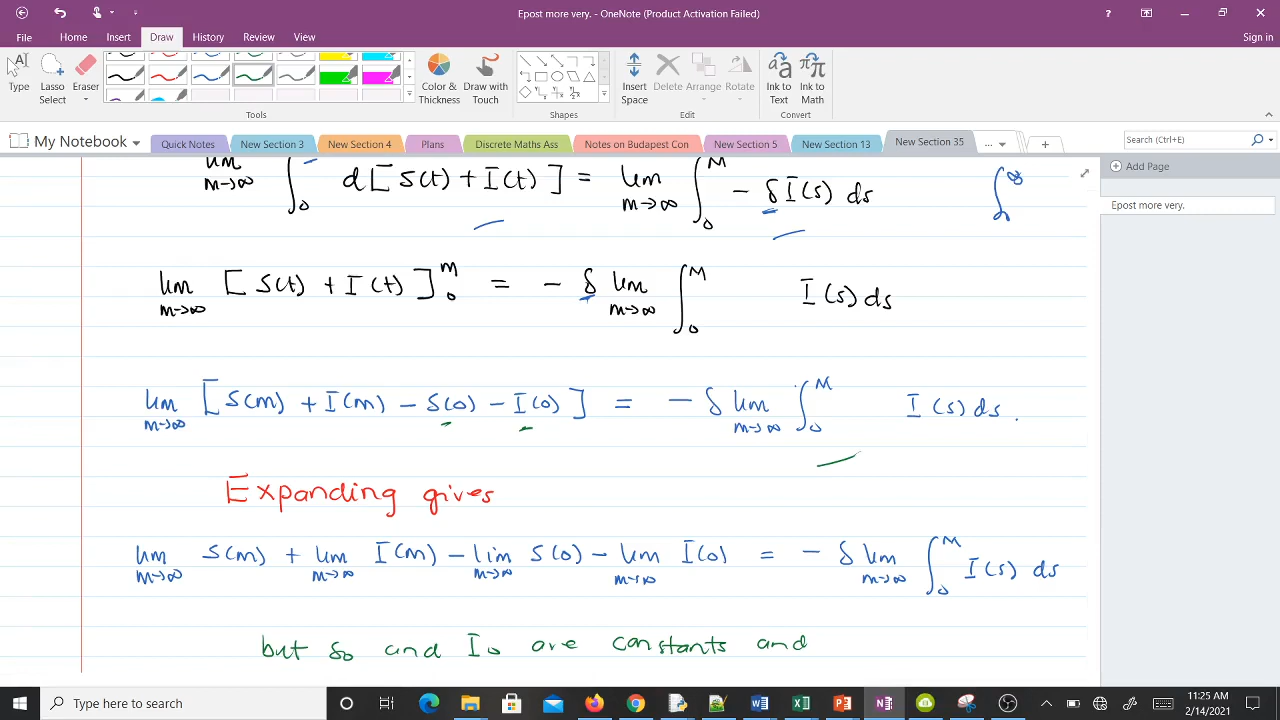 Epost more very. - OneNote (Product Activation Failed)
File Home Insert Draw History Review View Sign in
Type Lasso Select Eraser Color & Thickness Draw with Touch Insert Space Delete Arrange Rotate Ink to Text Ink to Math
Tools Shapes Edit Convert
My Notebook Quick Notes New Section 3 New Section 4 Plans Discrete Maths Ass Notes on Budapest Con New Section 5 New Section 13 New Section 35 ... + Search (Ctrl+E)
Add Page
Epost more very.
lim m→∞ ∫₀ d[S(t) + I(t)] = lim m→∞ ∫₀^M - δI(s) ds ∫^∞
lim m→∞ [S(t) + I(t)]₀^m = - δ lim m→∞ ∫₀^M I(s) ds
lim m→∞ [S(m) + I(m) - S(0) - I(0)] = - δ lim m→∞ ∫₀^M I(s) ds.
Expanding gives
lim m→∞ S(m) + lim m→∞ I(m) - lim m→∞ S(0) - lim m→∞ I(0) = - δ lim m→∞ ∫₀^M I(s) ds
but S₀ and I₀ are constants and
Type here to search
11:25 AM
2/14/2021